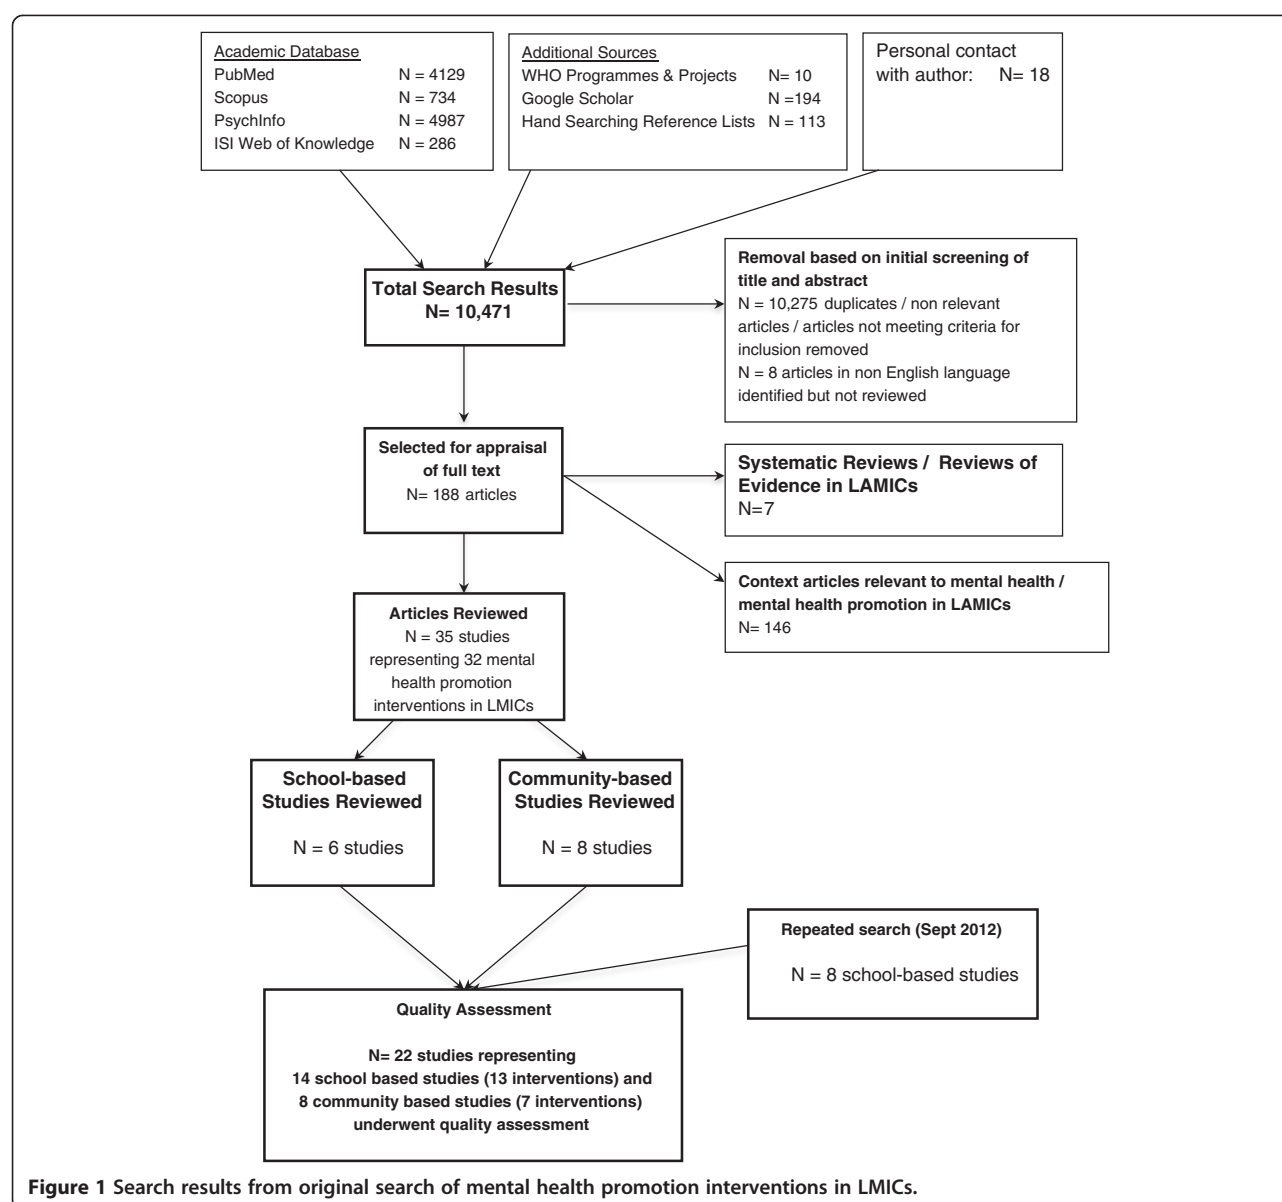 Academic Database
PubMed N = 4129
Scopus N = 734
PsychInfo N = 4987
ISI Web of Knowledge N = 286
Additional Sources
WHO Programmes & Projects N= 10
Google Scholar N =194
Hand Searching Reference Lists N = 113
Personal contact
with author: N= 18
Total Search Results
N= 10,471
Removal based on initial screening of
title and abstract
N = 10,275 duplicates / non relevant
articles / articles not meeting criteria for
inclusion removed
N = 8 articles in non English language
identified but not reviewed
Selected for appraisal
of full text
N= 188 articles
Systematic Reviews / Reviews of
Evidence in LAMICs
N=7
Context articles relevant to mental health /
mental health promotion in LAMICs
N= 146
Articles Reviewed
N = 35 studies
representing 32 mental
health promotion
interventions in LMICs
School-based
Studies Reviewed
N = 6 studies
Community-based
Studies Reviewed
N = 8 studies
Repeated search (Sept 2012)
N = 8 school-based studies
Quality Assessment
N= 22 studies representing
14 school based studies (13 interventions) and
8 community based studies (7 interventions)
underwent quality assessment
Figure 1 Search results from original search of mental health promotion interventions in LMICs.